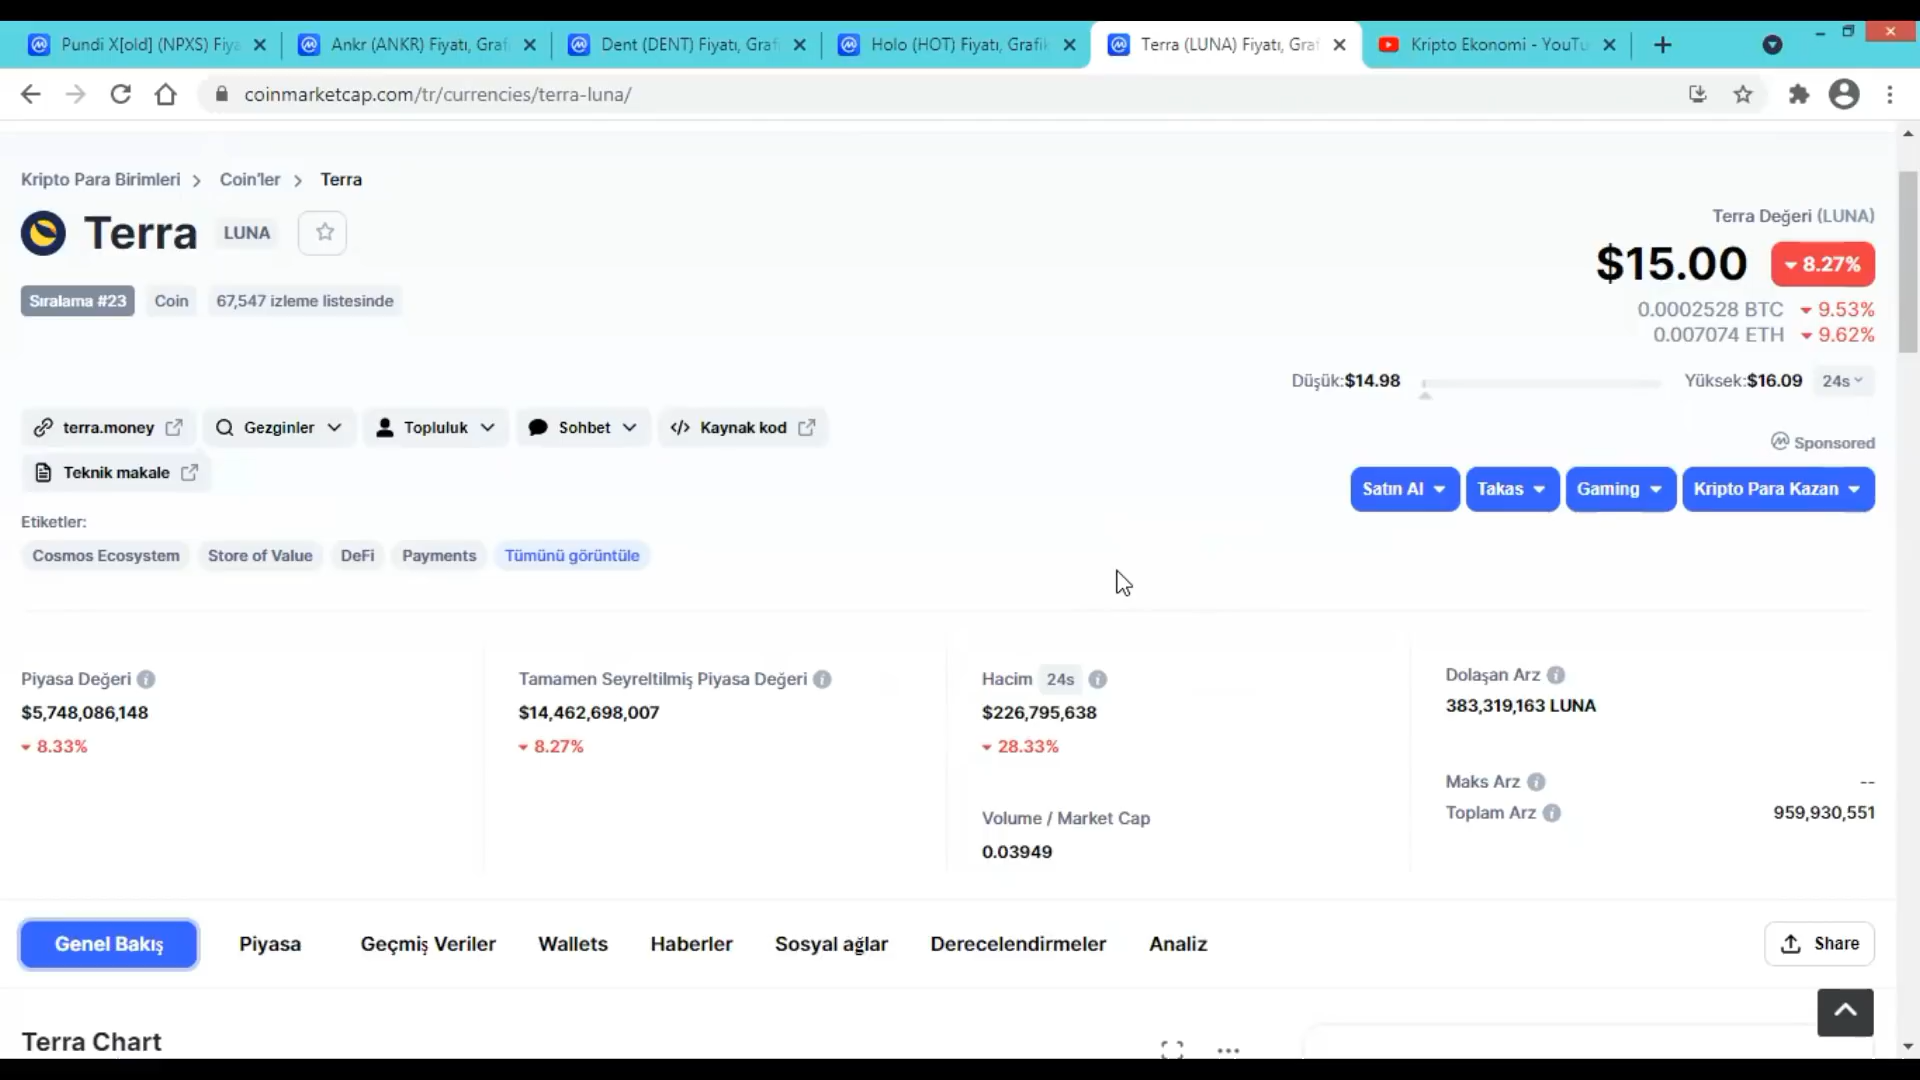 Pundi X[old] (NPXS) Fiya
Ankr (ANKR) Fiyatı, Graf
Dent (DENT) Fiyatı, Graf
Holo (HOT) Fiyatı, Grafik
Terra (LUNA) Fiyatı, Graf
Kripto Ekonomi - YouTu
coinmarketcap.com/tr/currencies/terra-luna/
Kripto Para Birimleri > Coin'ler > Terra
Terra LUNA
Sıralama #23 Coin 67,547 izleme listesinde
Terra Değeri (LUNA)
$15.00 8.27%
0.0002528 BTC 9.53%
0.007074 ETH 9.62%
Düşük:$14.98 Yüksek:$16.09 24s
terra.money Gezginler Topluluk Sohbet </> Kaynak kod
Teknik makale
Sponsored
Satın Al Takas Gaming Kripto Para Kazan
Etiketler:
Cosmos Ecosystem Store of Value DeFi Payments Tümünü görüntüle
Piyasa Değeri
$5,748,086,148
8.33%
Tamamen Seyreltilmiş Piyasa Değeri
$14,462,698,007
8.27%
Hacim 24s
$226,795,638
28.33%
Volume / Market Cap
0.03949
Dolaşan Arz
383,319,163 LUNA
Maks Arz --
Toplam Arz 959,930,551
Genel Bakış Piyasa Geçmiş Veriler Wallets Haberler Sosyal ağlar Derecelendirmeler Analiz Share
Terra Chart